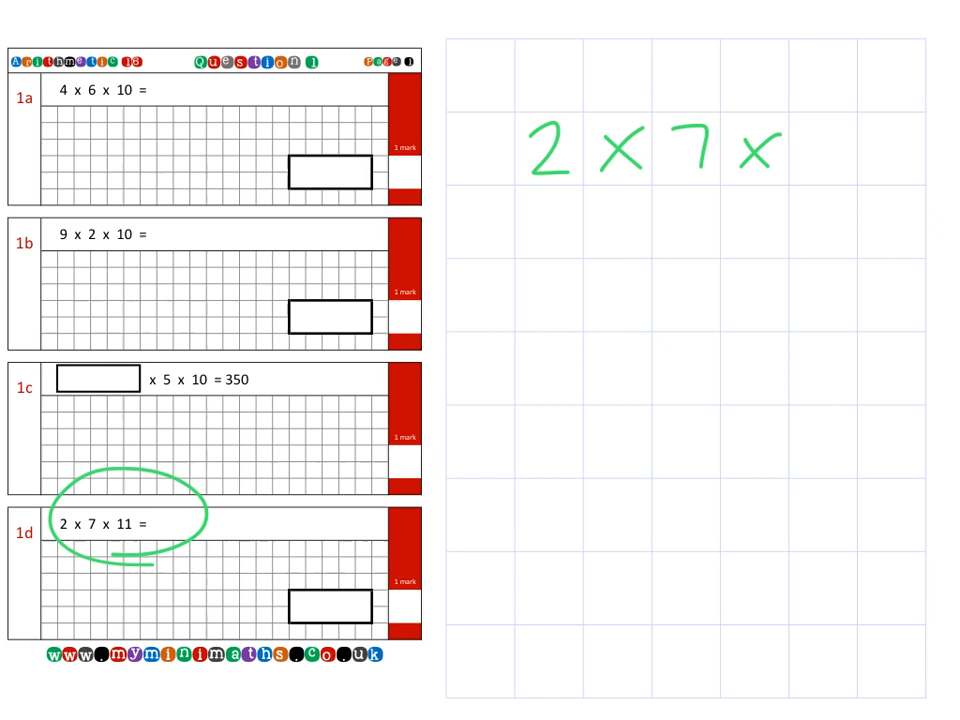 Arithmetic 16 Question 1 Page 1
1a 4 x 6 x 10 =
1 mark
1b 9 x 2 x 10 =
1 mark
1c x 5 x 10 = 350
1 mark
1d 2 x 7 x 11 =
1 mark
www.myminimaths.co.uk
2 x 7 x